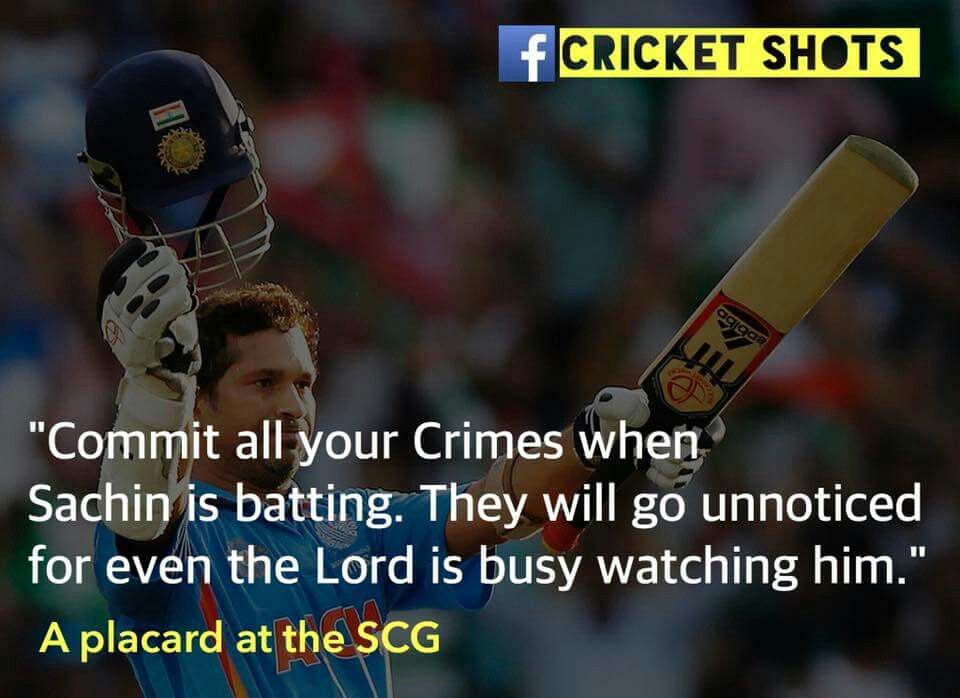 f CRICKET SHOTS
adidas
"Commit all your Crimes when
Sachin is batting. They will go unnoticed
for even the Lord is busy watching him."
A placard at the SCG